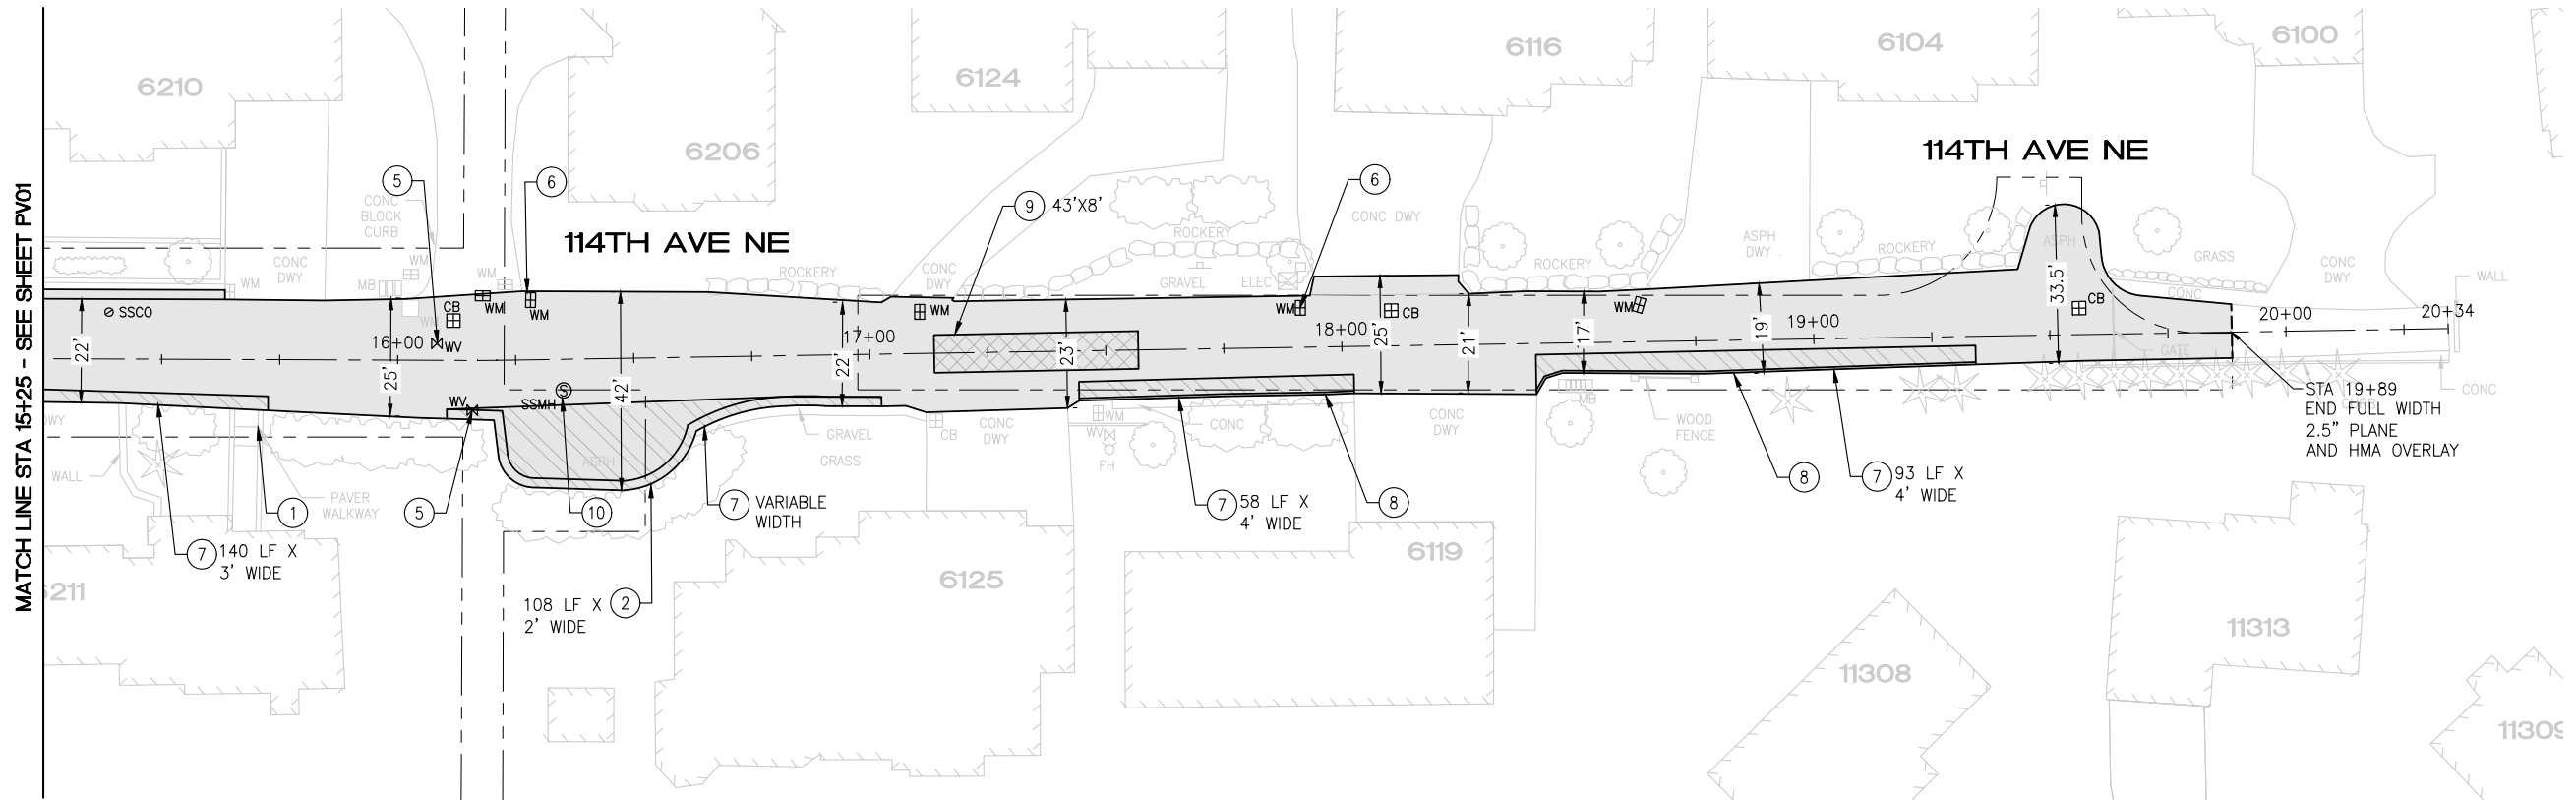 MATCH LINE STA 15+25 - SEE SHEET PV01
6210
6206
6124
6116
6104
6100
114TH AVE NE
114TH AVE NE
5
CONC
BLOCK
CURB
6
9 43'X8'
6
CONC DWY
ROCKERY
ASPH
DWY
ROCKERY
ASPH
GRASS
CONC
DWY
WALL
CONC
DWY
WM
WM
WM
MB
ROCKERY
CONC
DWY
GRAVEL
ELEC
ROCKERY
CONC
SSCO
CB
WM
WM
WM
WM
WM
CB
WM
CB
16+00
WV
17+00
18+00
19+00
20+00
20+34
22'
25'
42'
22'
23'
25'
21'
17'
19'
33.5'
GATE
WV
SSMH
DWY
WALL
PAVER
WALKWAY
ASPH
GRAVEL
GRASS
CB
CONC
DWY
WM
WV
FH
CONC
CONC
DWY
MB
WOOD
FENCE
CONC
STA 19+89
END FULL WIDTH
2.5" PLANE
AND HMA OVERLAY
1
5
10
7 VARIABLE
WIDTH
7 58 LF X
4' WIDE
8
8
7 93 LF X
4' WIDE
7 140 LF X
3' WIDE
108 LF X 2
2' WIDE
6211
6125
6119
11308
11313
11309